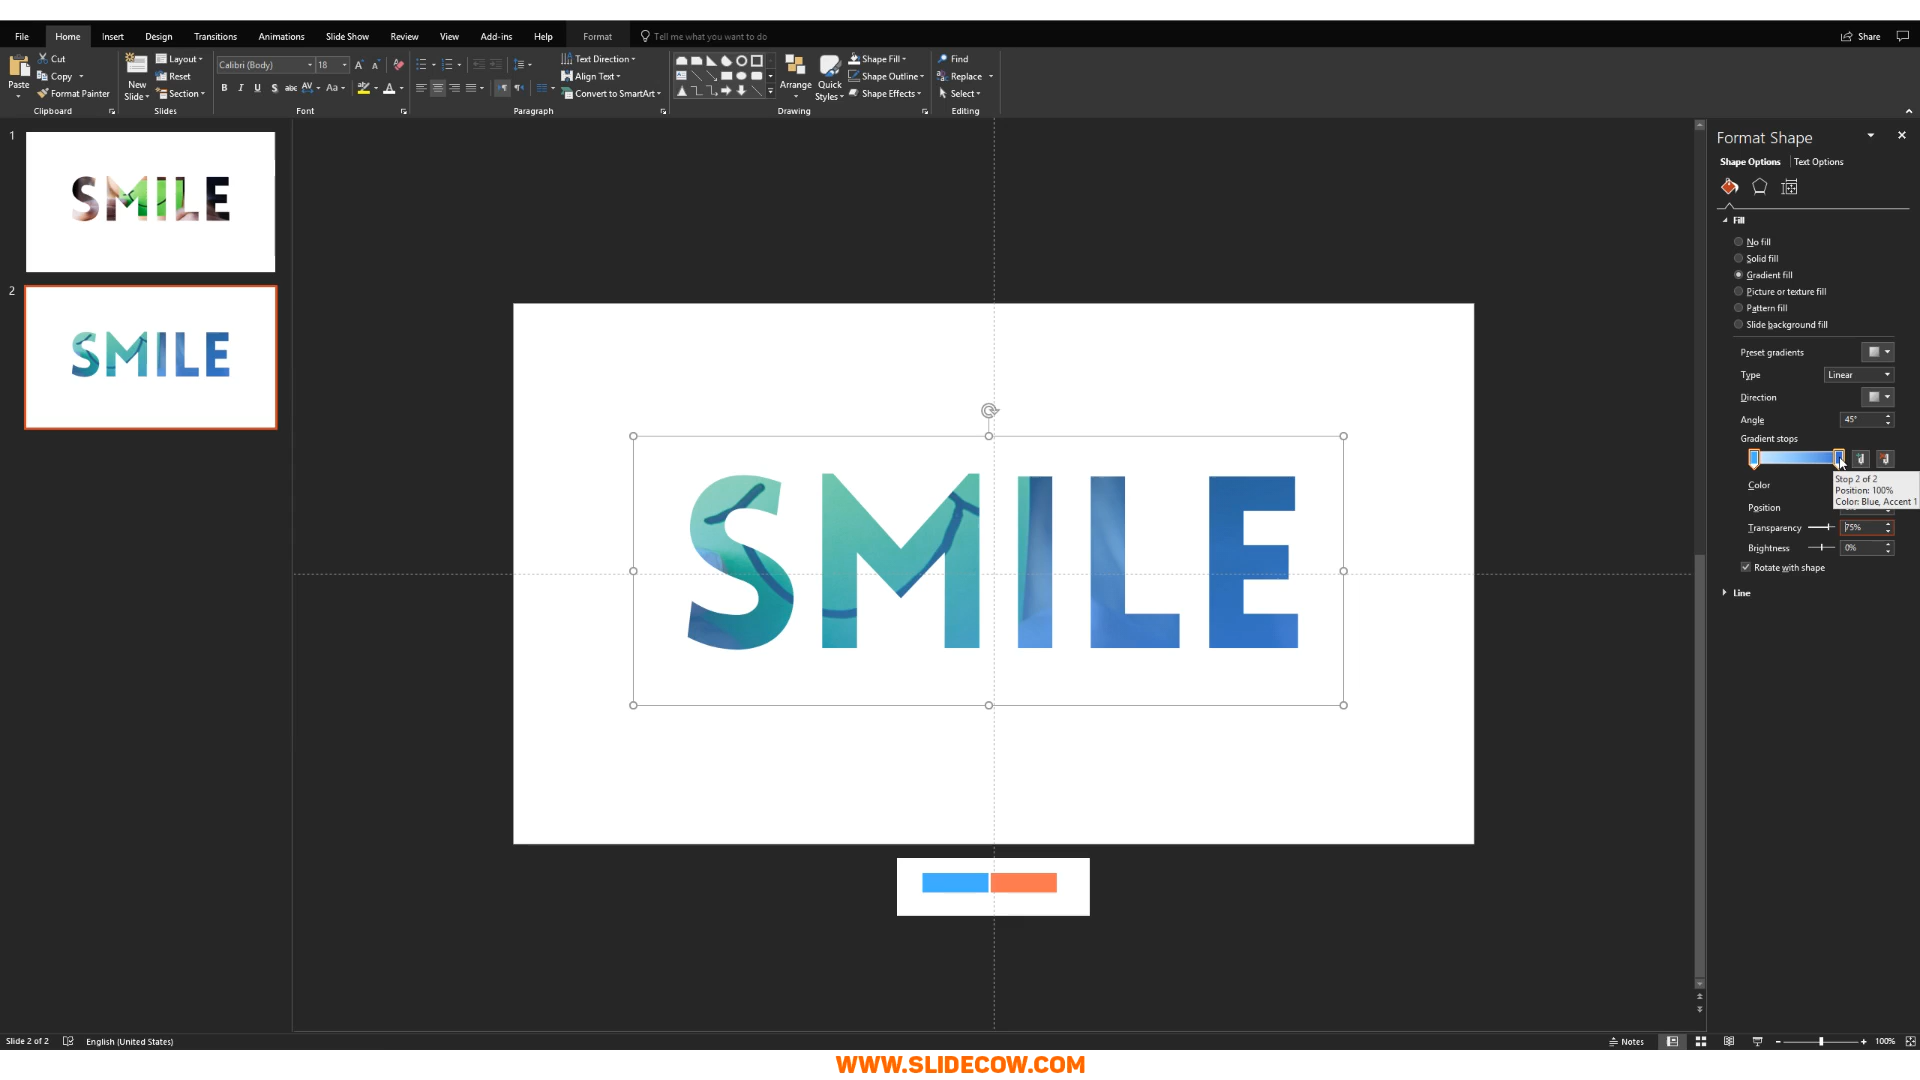 File Home Insert Design Transitions Animations Slide Show Review View Add-ins Help Format Tell me what you want to do Share
Paste Cut Copy Format Painter Clipboard
New Slide Layout Reset Section Slides
Calibri (Body) 18 B I U S abc AV Aa A Font
Text Direction Align Text Convert to SmartArt Paragraph
Arrange Quick Styles Shape Fill Shape Outline Shape Effects Drawing
Find Replace Select Editing
1
SMILE
2
SMILE
SMILE
Format Shape
Shape Options Text Options
Fill
No fill
Solid fill
Gradient fill
Picture or texture fill
Pattern fill
Slide background fill
Preset gradients
Type Linear
Direction
Angle 45°
Gradient stops
Stop 2 of 2
Position: 100%
Color: Blue, Accent 1
Color
Position
Transparency 75%
Brightness 0%
Rotate with shape
Line
Slide 2 of 2 English (United States) Notes 100%
WWW.SLIDECOW.COM